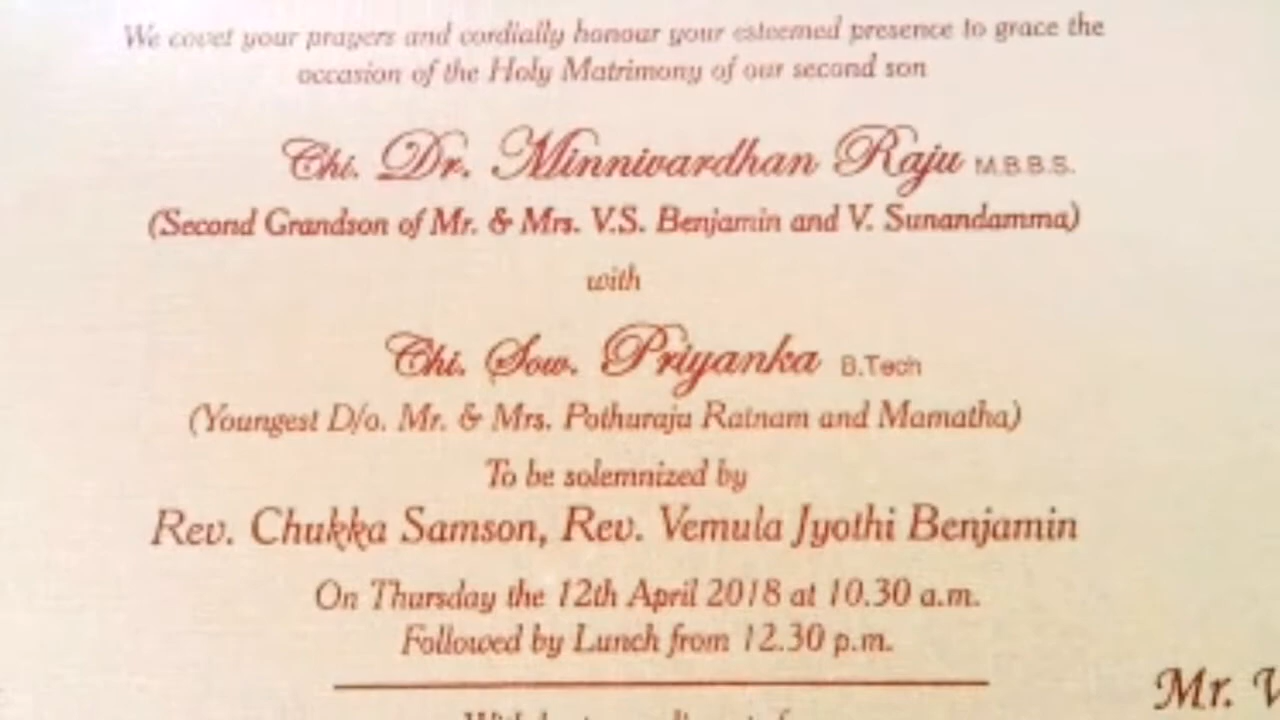 We covet your prayers and cordially honour your esteemed presence to grace the
occasion of the Holy Matrimony of our second son
Chi. Dr. Minnivardhan Raju M.B.B.S.
(Second Grandson of Mr. & Mrs. V.S. Benjamin and V. Sunandamma)
with
Chi. Sow. Priyanka B.Tech
(Youngest D/o. Mr. & Mrs. Pothuraju Ratnam and Mamatha)
To be solemnized by
Rev. Chukka Samson, Rev. Vemula Jyothi Benjamin
On Thursday the 12th April 2018 at 10.30 a.m.
Followed by Lunch from 12.30 p.m.
Mr. V